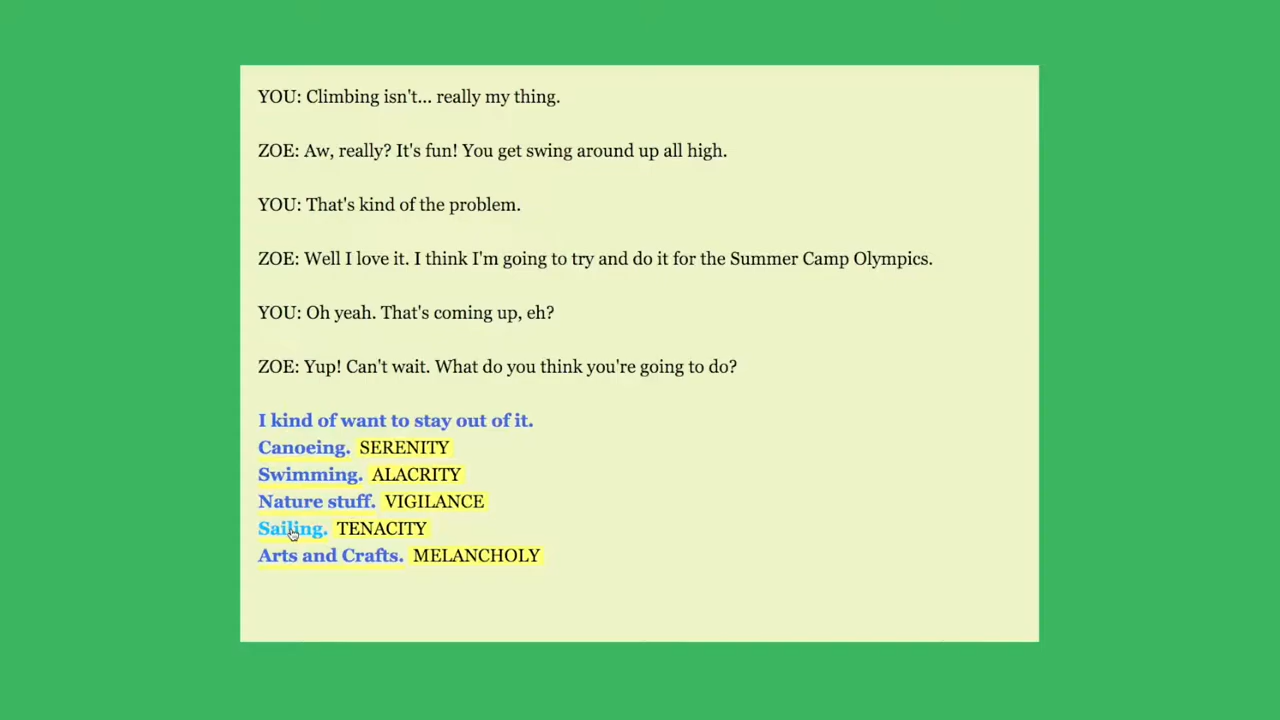 YOU: Climbing isn't... really my thing.
ZOE: Aw, really? It's fun! You get swing around up all high.
YOU: That's kind of the problem.
ZOE: Well I love it. I think I'm going to try and do it for the Summer Camp Olympics.
YOU: Oh yeah. That's coming up, eh?
ZOE: Yup! Can't wait. What do you think you're going to do?
I kind of want to stay out of it.
Canoeing. SERENITY
Swimming. ALACRITY
Nature stuff. VIGILANCE
Sailing. TENACITY
Arts and Crafts. MELANCHOLY